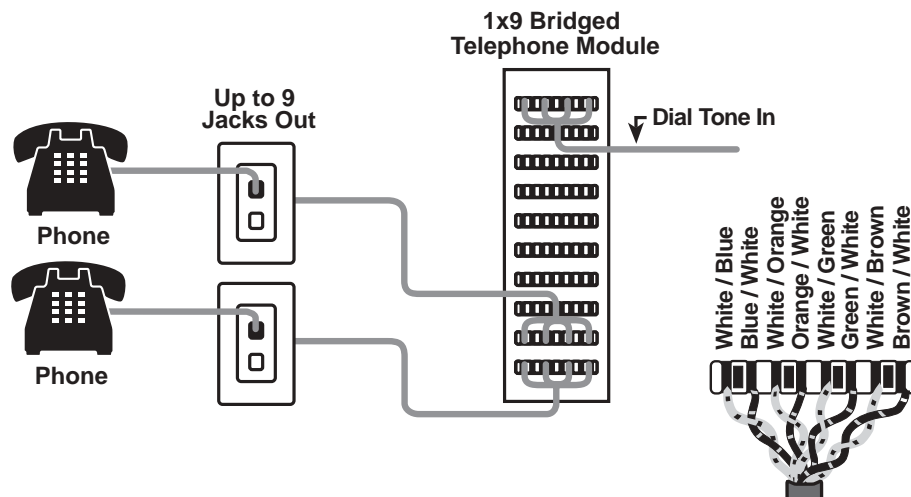 1x9 Bridged
Telephone Module
Up to 9
Jacks Out
Dial Tone In
Phone
Phone
White / Blue
Blue / White
White / Orange
Orange / White
White / Green
Green / White
White / Brown
Brown / White